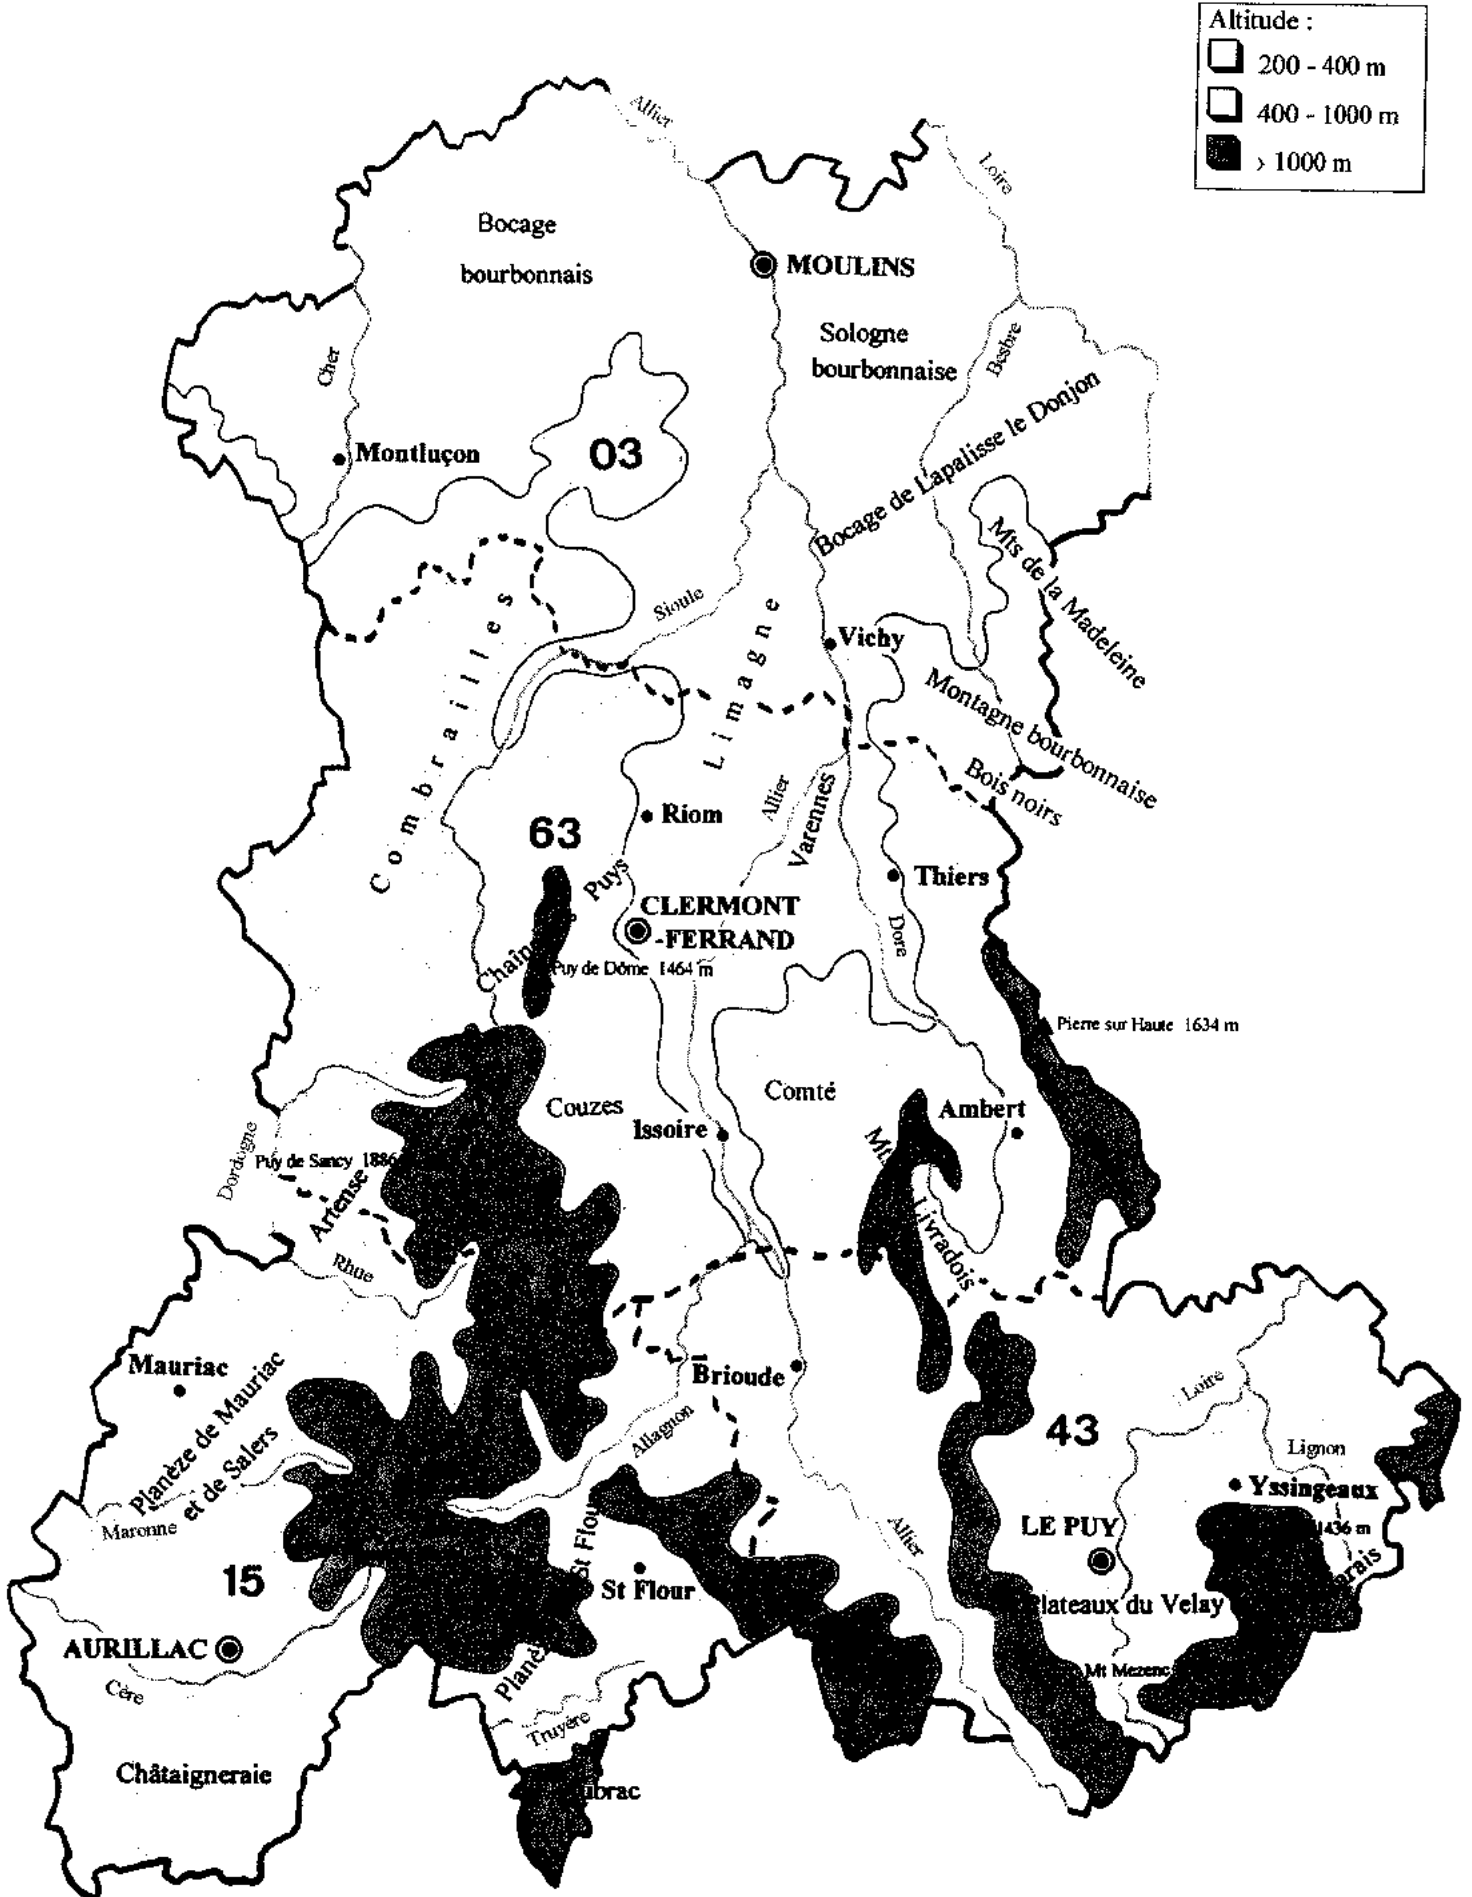 Altitude :
200 - 400 m
400 - 1000 m
> 1000 m
Allier
Loire
Bocage
bourbonnais
MOULINS
Sologne
bourbonnaise
Besbre
Cher
Bocage de Lapalisse le Donjon
Montluçon
03
Mts de la Madeleine
Sioule
Limagne
Combrailles
Vichy
Montagne bourbonnaise
Bois noirs
Allier
Varennes
Riom
63
Puys
Thiers
CLERMONT
-FERRAND
Dore
Chaîn
Puy de Dôme 1464 m
Pierre sur Haute 1634 m
Comté
Couzes
Ambert
Issoire
Dordogne
Puy de Sancy 1886
Artense
Livradois
Rhue
Mauriac
Brioude
Planèze de Mauriac
et de Salers
Loire
Allagnon
43
Lignon
Yssingeaux
Maronne
St Flour
Allier
LE PUY
1436 m
15
St Flour
Plateaux du Velay
AURILLAC
Cère
Planèz
Mt Mezenc
Truyère
Châtaigneraie
ubrac